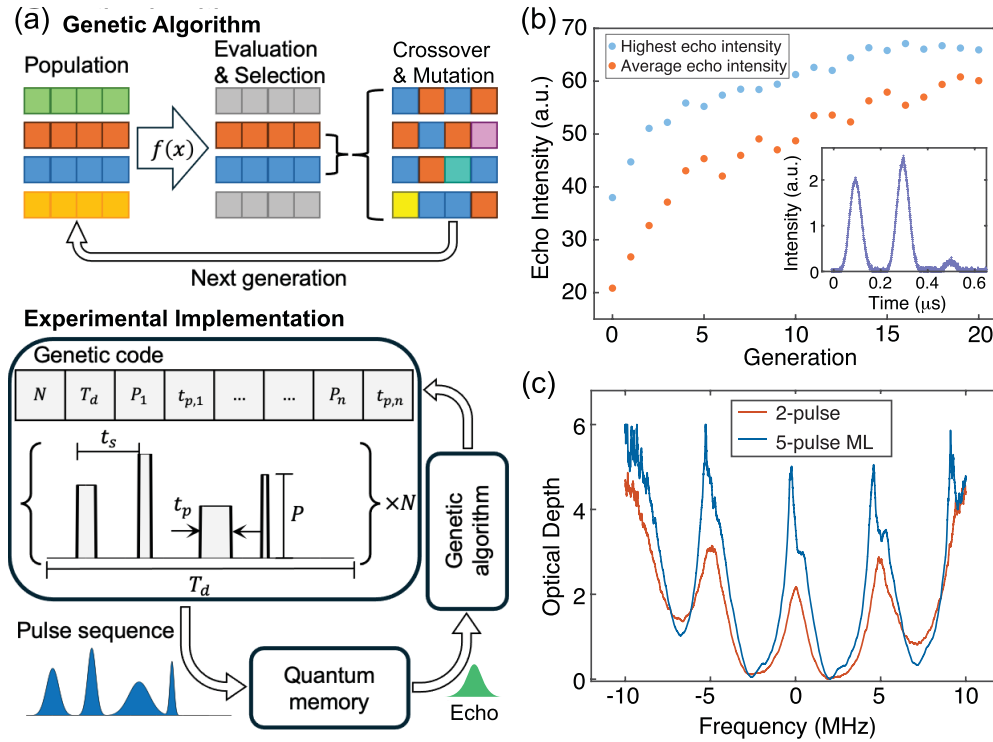 (a)
Genetic Algorithm
Population
Evaluation
& Selection
Crossover
& Mutation
f(x)
Next generation
Experimental Implementation
Genetic code
N T_d P_1 t_{p,1} ... ... P_n t_{p,n}
t_s
t_p
P
×N
T_d
Genetic
algorithm
Pulse sequence
Quantum
memory
Echo
(b)
Echo Intensity (a.u.)
70
60
50
40
30
20
Highest echo intensity
Average echo intensity
Intensity (a.u.)
2
1
0
0 0.2 0.4 0.6
Time (μs)
0 5 10 15 20
Generation
(c)
Optical Depth
6
4
2
0
2-pulse
5-pulse ML
-10 -5 0 5 10
Frequency (MHz)